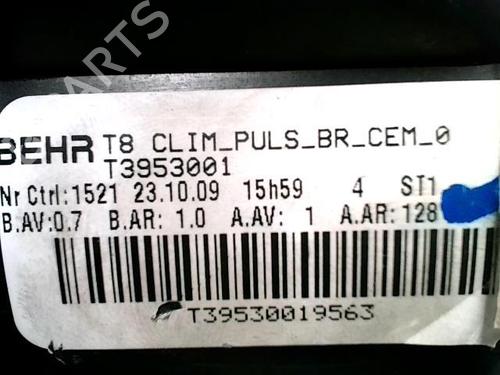 PARTS
BEHR T8 CLIM_PULS_BR_CEM_0
T3953001
Nr Ctrl:1521 23.10.09 15h59 4 ST1
B.AV:0.7 B.AR: 1.0 A.AV: 1 A.AR:128
T39530019563